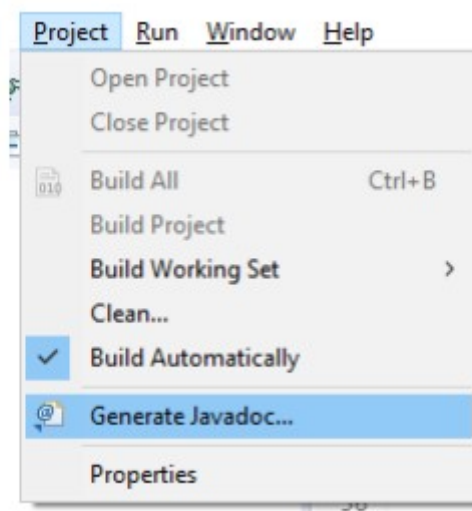 Project Run Window Help
Open Project
Close Project
Build All Ctrl+B
Build Project
Build Working Set >
Clean...
Build Automatically
Generate Javadoc...
Properties